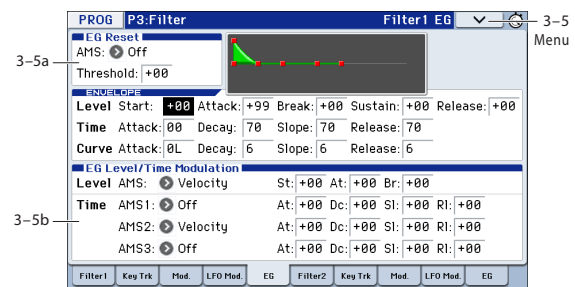 PROG P3:Filter Filter1 EG
3–5
Menu
EG Reset
AMS: Off
3–5a
Threshold: +00
ENVELOPE
Level Start: +00 Attack: +99 Break: +00 Sustain: +00 Release: +00
Time Attack: 00 Decay: 70 Slope: 70 Release: 70
Curve Attack: 0L Decay: 6 Slope: 6 Release: 6
EG Level/Time Modulation
Level AMS: Velocity St: +00 At: +00 Br: +00
Time AMS1: Off At: +00 Dc: +00 Sl: +00 Rl: +00
3–5b
AMS2: Velocity At: +00 Dc: +00 Sl: +00 Rl: +00
AMS3: Off At: +00 Dc: +00 Sl: +00 Rl: +00
Filter1 Key Trk Mod. LFO Mod. EG Filter2 Key Trk Mod. LFO Mod. EG